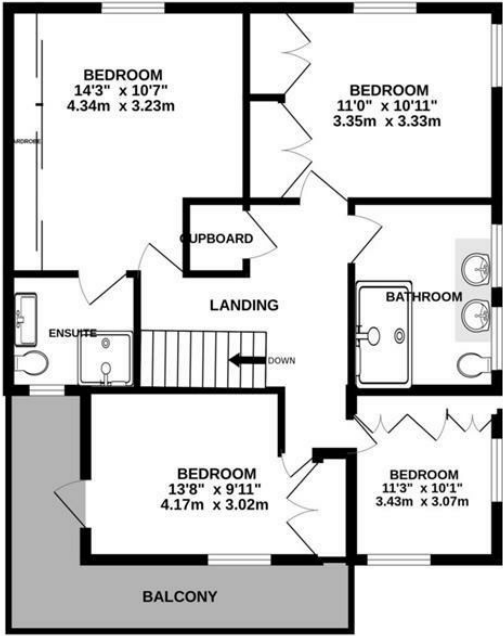 BEDROOM
14'3" x 10'7"
4.34m x 3.23m
BEDROOM
11'0" x 10'11"
3.35m x 3.33m
ARDROBE
CUPBOARD
LANDING
BATHROOM
ENSUITE
DOWN
BEDROOM
13'8" x 9'11"
4.17m x 3.02m
BEDROOM
11'3" x 10'1"
3.43m x 3.07m
BALCONY